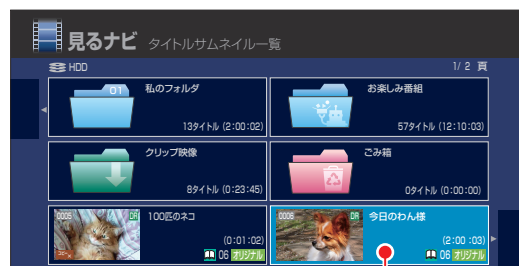 見るナビ タイトルサムネイル一覧
HDD 1/ 2 頁
01 私のフォルダ
13タイトル (2:00:02)
お楽しみ番組
57タイトル (12:10:03)
クリップ映像
8タイトル (0:23:45)
ごみ箱
0タイトル (0:00:00)
0005 DR 100匹のネコ
(0:01:02)
コピー 06 オリジナル
0006 DR 今日のわん様
(2:00 :03)
06 オリジナル